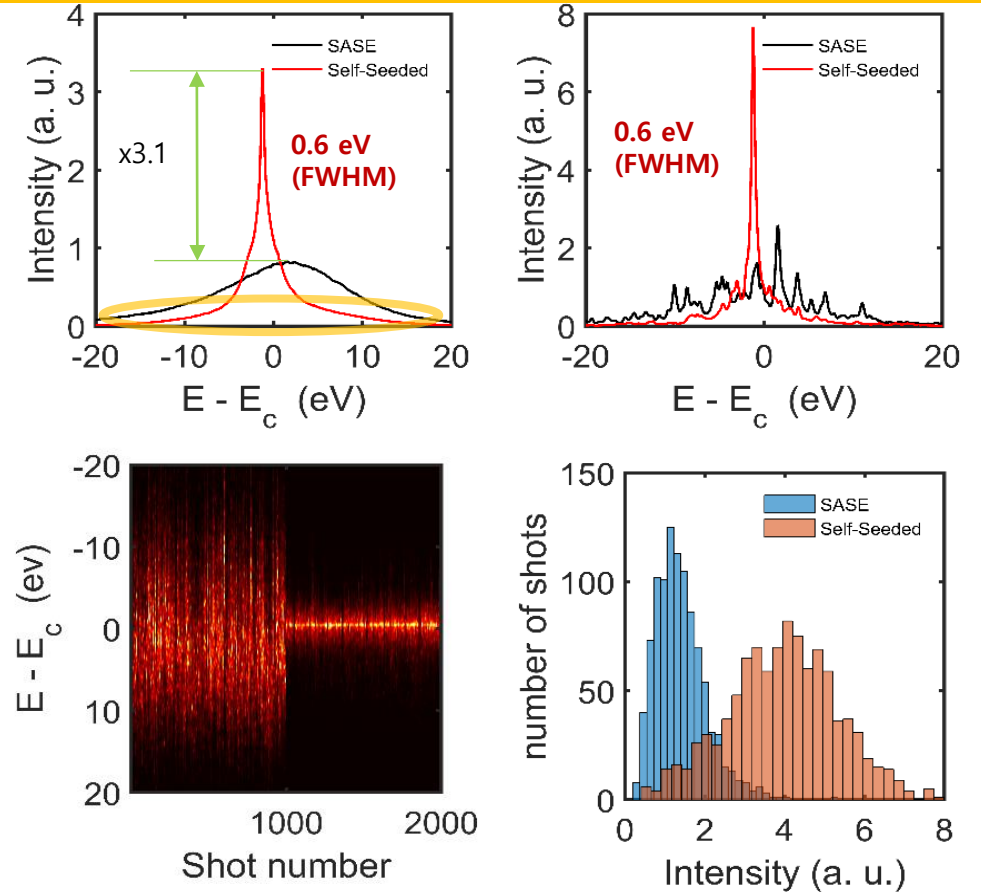 4
3
2
1
0
-20
-10
0
10
20
Intensity (a. u.)
E - E_c (eV)
SASE
Self-Seeded
x3.1
0.6 eV
(FWHM)
8
6
4
2
0
-20
0
20
Intensity (a. u.)
E - E_c (eV)
SASE
Self-Seeded
0.6 eV
(FWHM)
-20
-10
0
10
20
1000
2000
E - E_c (ev)
Shot number
150
100
50
0
0
2
4
6
8
number of shots
Intensity (a. u.)
SASE
Self-Seeded